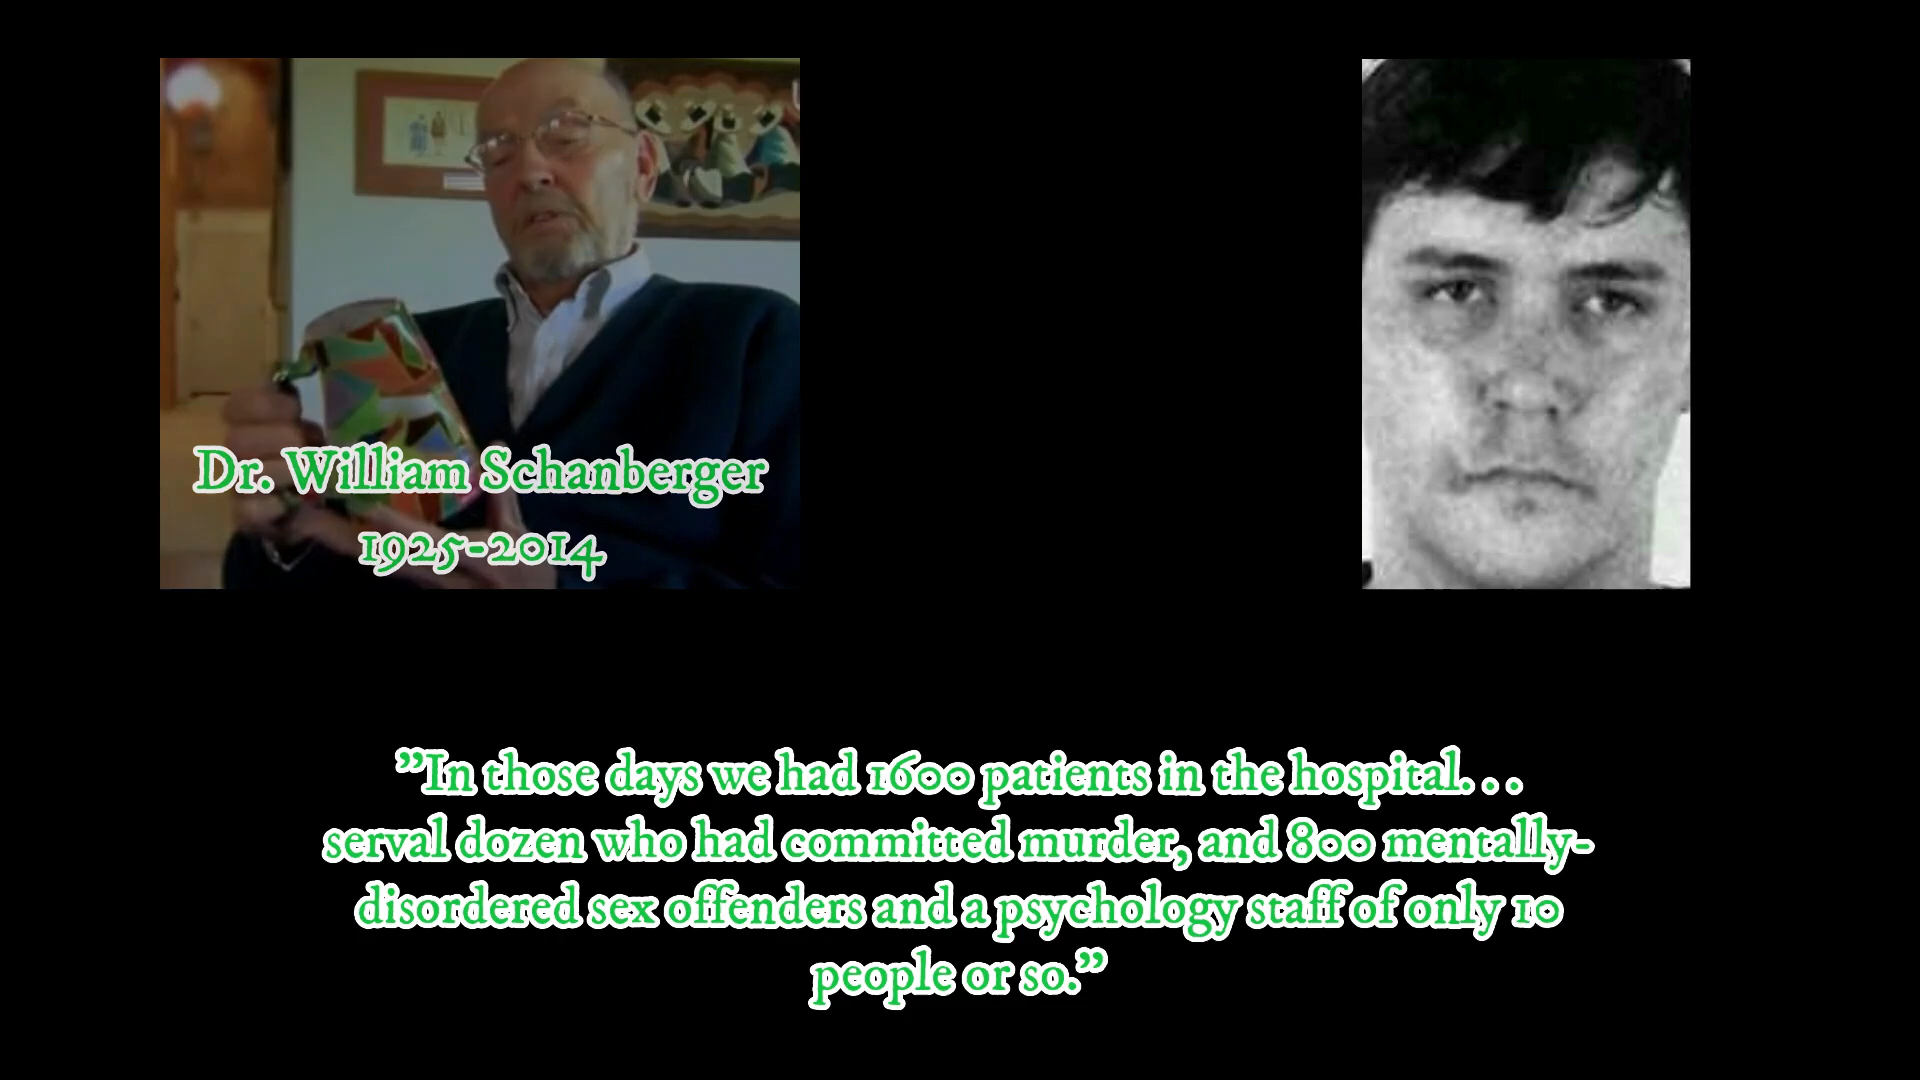 Dr. William Schanberger
1925-2014
”In those days we had 1600 patients in the hospital. . .
serval dozen who had committed murder, and 800 mentally-
disordered sex offenders and a psychology staff of only 10
people or so.”